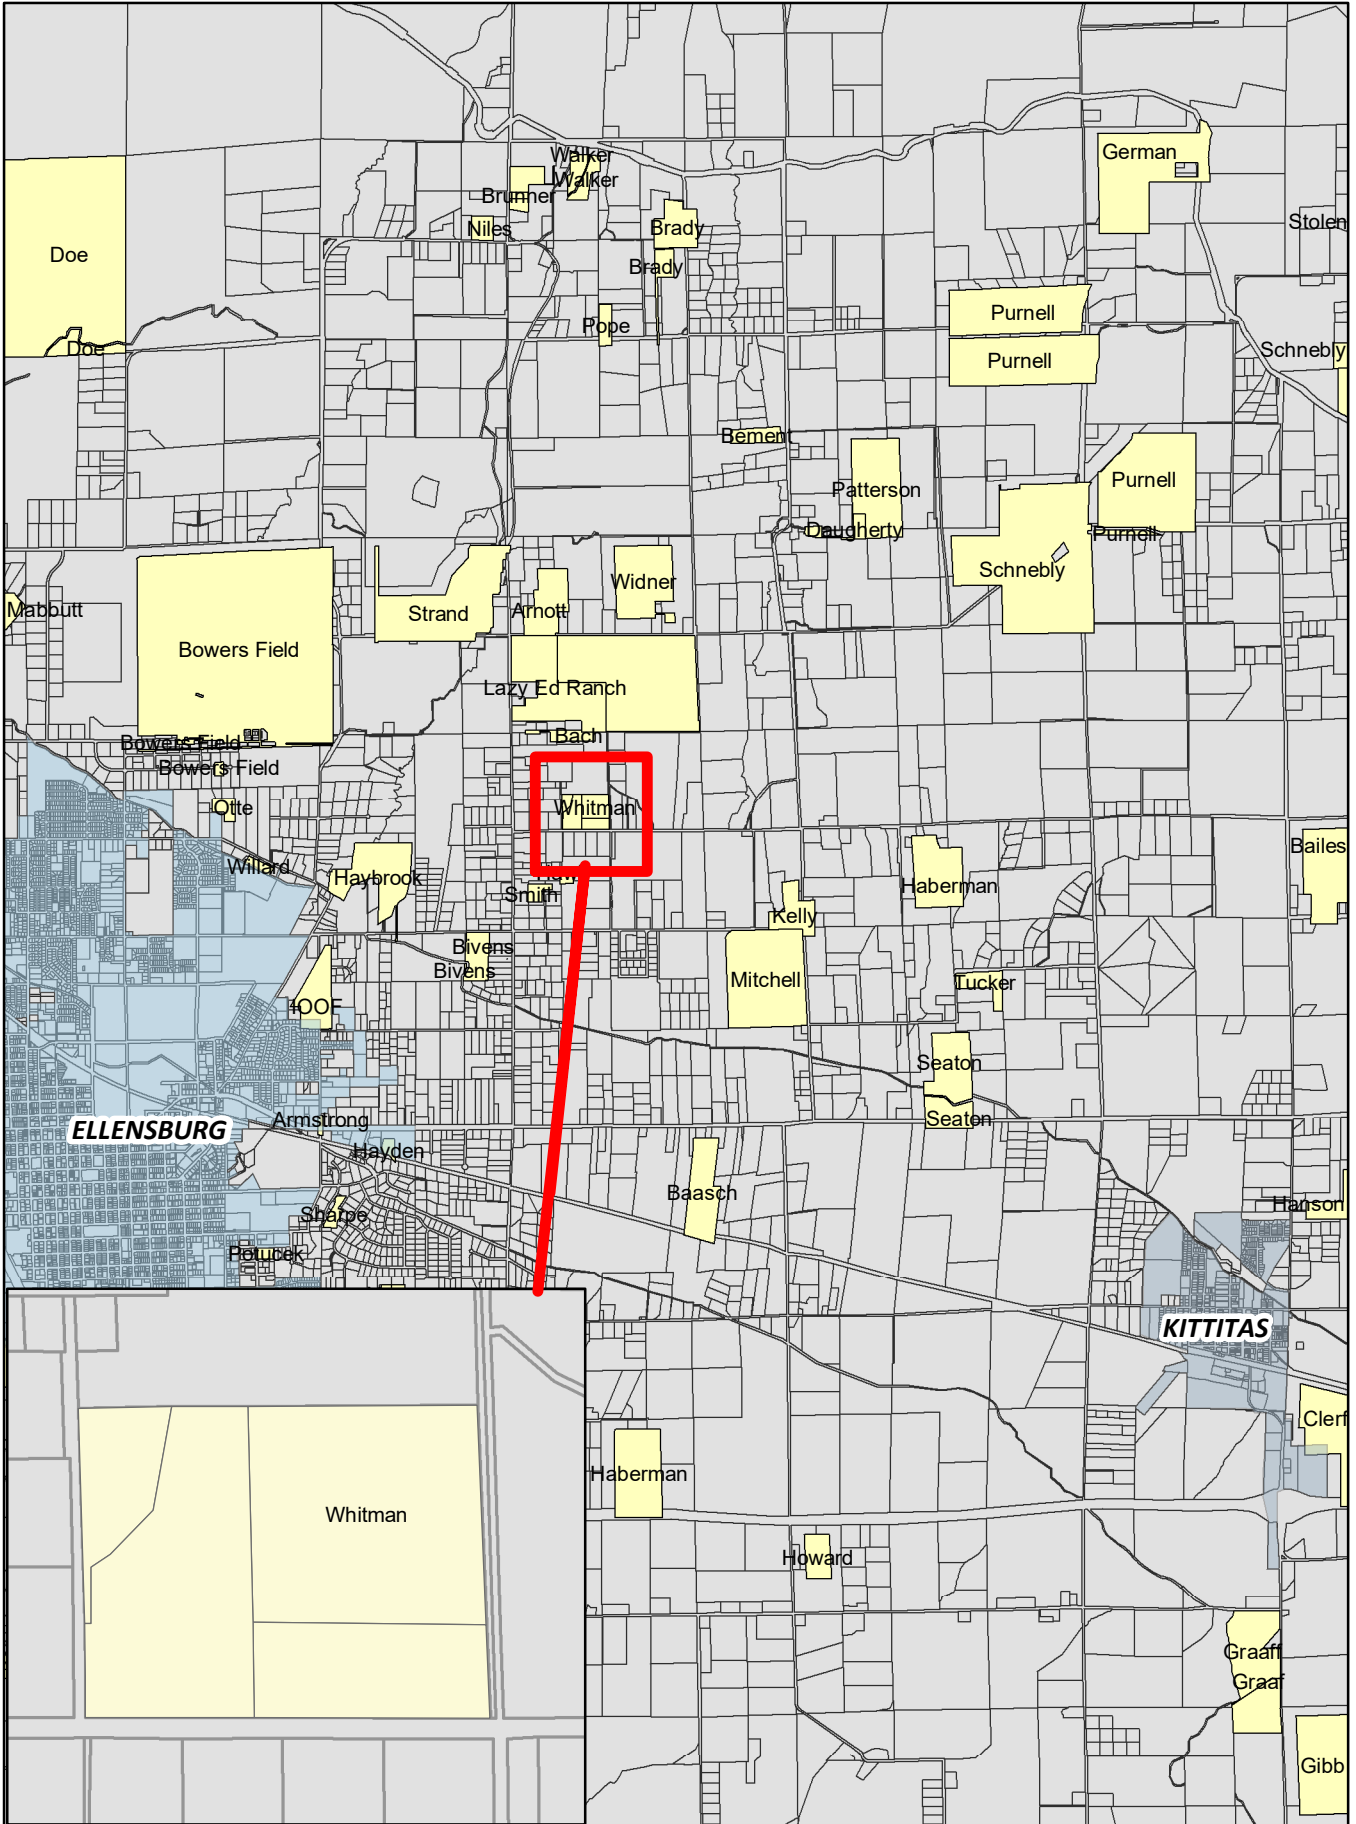 Walker
German
Walker
Brunner
Stolen
Niles
Brady
Doe
Brady
Purnell
Pope
Doe
Schnebly
Purnell
Bement
Purnell
Patterson
Daugherty
Purnell
Schnebly
Widner
Mabbutt
Arnott
Strand
Bowers Field
Lazy Ed Ranch
Bach
Bowers Field
Bowers Field
Otte
Whitman
Bailes
Willard
Haybrook
Haberman
Smith
Kelly
Bivens
Bivens
Mitchell
Tucker
IOOF
Seaton
Armstrong
Seaton
ELLENSBURG
Hayden
Baasch
Hanson
Sharpe
Potucek
KITTITAS
Clerf
Haberman
Whitman
Howard
Graaff
Graaf
Gibb